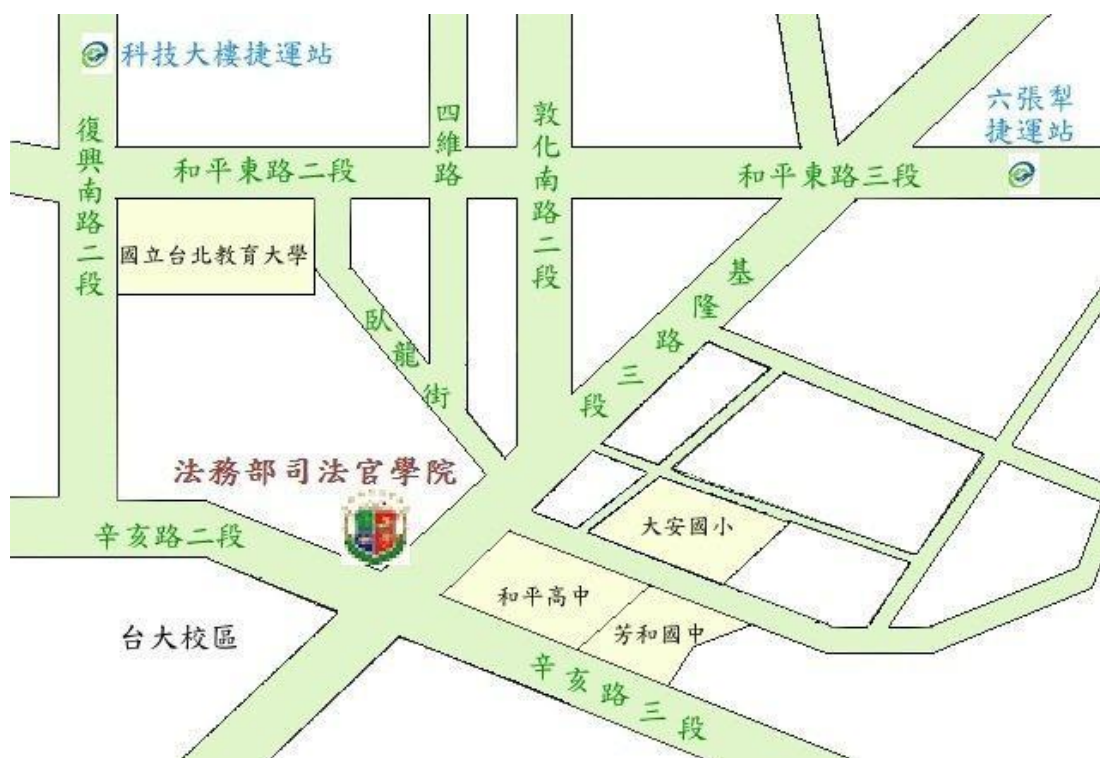 科技大樓捷運站
六張犁
捷運站
復興南路二段
四維路
敦化南路二段
和平東路二段
和平東路三段
國立台北教育大學
基隆路三段
臥龍街
法務部司法官學院
辛亥路二段
大安國小
和平高中
芳和國中
台大校區
辛亥路三段